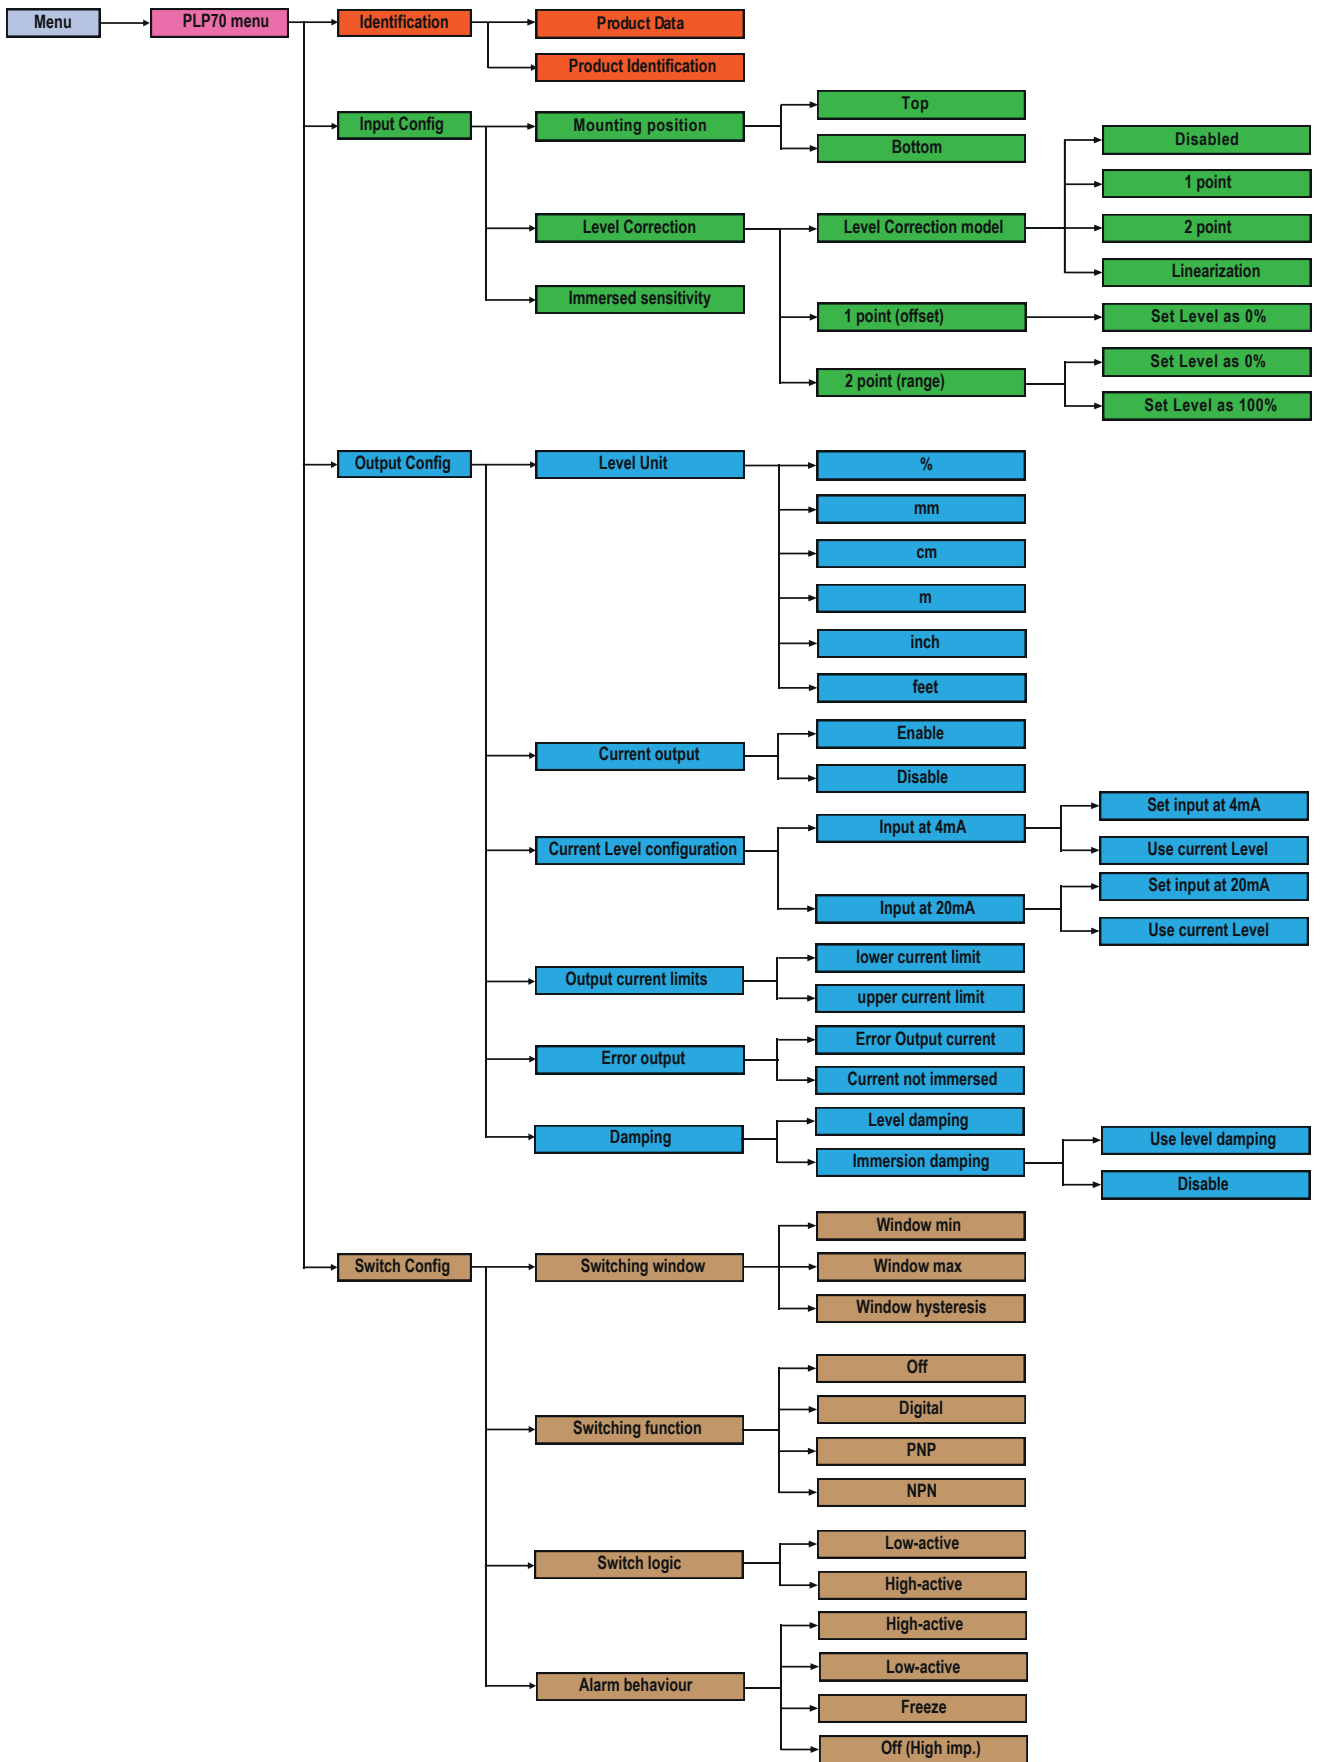 Menu
PLP70 menu
Identification
Product Data
Product Identification
Input Config
Mounting position
Top
Bottom
Level Correction
Level Correction model
Disabled
1 point
2 point
Linearization
1 point (offset)
Set Level as 0%
2 point (range)
Set Level as 0%
Set Level as 100%
Immersed sensitivity
Output Config
Level Unit
%
mm
cm
m
inch
feet
Current output
Enable
Disable
Current Level configuration
Input at 4mA
Set input at 4mA
Use current Level
Input at 20mA
Set input at 20mA
Use current Level
Output current limits
lower current limit
upper current limit
Error output
Error Output current
Current not immersed
Damping
Level damping
Immersion damping
Use level damping
Disable
Switch Config
Switching window
Window min
Window max
Window hysteresis
Switching function
Off
Digital
PNP
NPN
Switch logic
Low-active
High-active
Alarm behaviour
High-active
Low-active
Freeze
Off (High imp.)